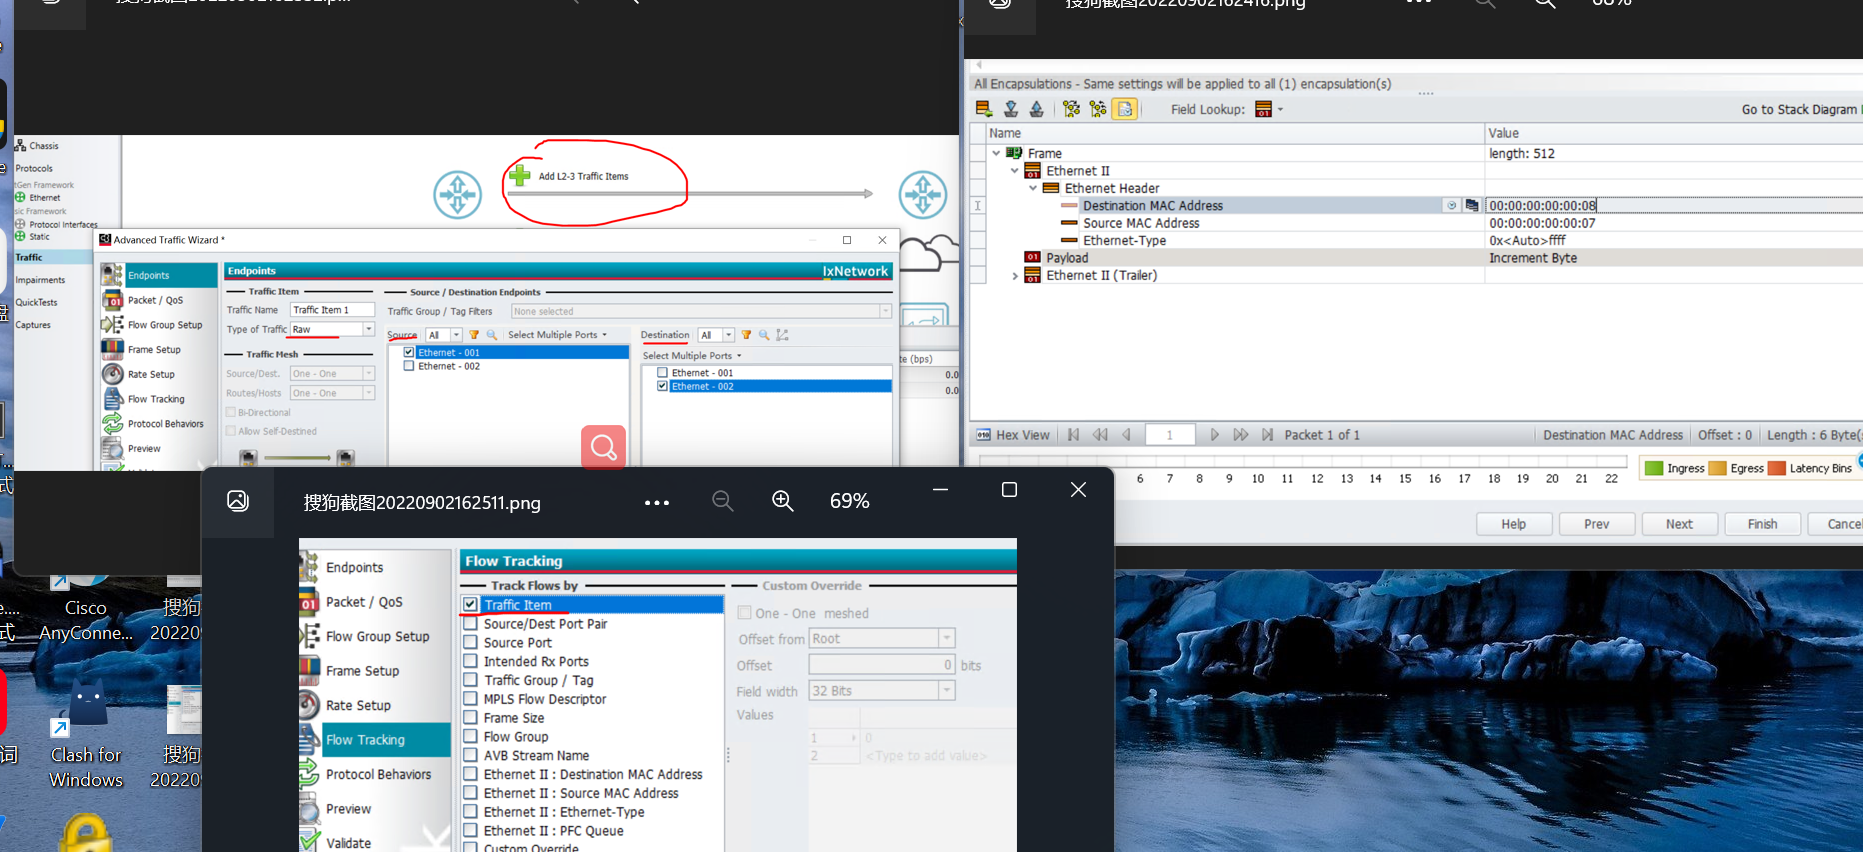 搜狗截图20220902162416.png
Chassis
Protocols
Ethernet
Protocol Interfaces
Static
Traffic
Impairments
QuickTests
Captures
Add L2-3 Traffic Items
Advanced Traffic Wizard *
Endpoints
Packet / QoS
Flow Group Setup
Frame Setup
Rate Setup
Flow Tracking
Protocol Behaviors
Preview
Endpoints
IxNetwork
Traffic Item
Traffic Name Traffic Item 1
Type of Traffic Raw
Traffic Mesh
Source/Dest. One - One
Routes/Hosts One - One
Bi-Directional
Allow Self-Destined
Source / Destination Endpoints
Traffic Group / Tag Filters None selected
Source All Select Multiple Ports
Ethernet - 001
Ethernet - 002
Destination All
Select Multiple Ports
Ethernet - 001
Ethernet - 002
(bps)
0.0
0.0
All Encapsulations - Same settings will be applied to all (1) encapsulation(s)
Field Lookup:
Go to Stack Diagram
Name Value
Frame length: 512
Ethernet II
Ethernet Header
Destination MAC Address 00:00:00:00:00:08
Source MAC Address 00:00:00:00:00:07
Ethernet-Type 0x<Auto>ffff
Payload Increment Byte
Ethernet II (Trailer)
Hex View 1 Packet 1 of 1 Destination MAC Address Offset : 0 Length : 6 Byte(s
6 7 8 9 10 11 12 13 14 15 16 17 18 19 20 21 22
Ingress Egress Latency Bins
Help Prev Next Finish Cancel
搜狗截图20220902162511.png
69%
Endpoints
Packet / QoS
Flow Group Setup
Frame Setup
Rate Setup
Flow Tracking
Protocol Behaviors
Preview
Validate
Flow Tracking
Track Flows by
Traffic Item
Source/Dest Port Pair
Source Port
Intended Rx Ports
Traffic Group / Tag
MPLS Flow Descriptor
Frame Size
Flow Group
AVB Stream Name
Ethernet II : Destination MAC Address
Ethernet II : Source MAC Address
Ethernet II : Ethernet-Type
Ethernet II : PFC Queue
Custom Override
Custom Override
One - One meshed
Offset from Root
Offset 0 bits
Field width 32 Bits
Values
1 0
2 <Type to add value>
Cisco
AnyConne...
搜狗
20220
Clash for
Windows
搜狗
20220